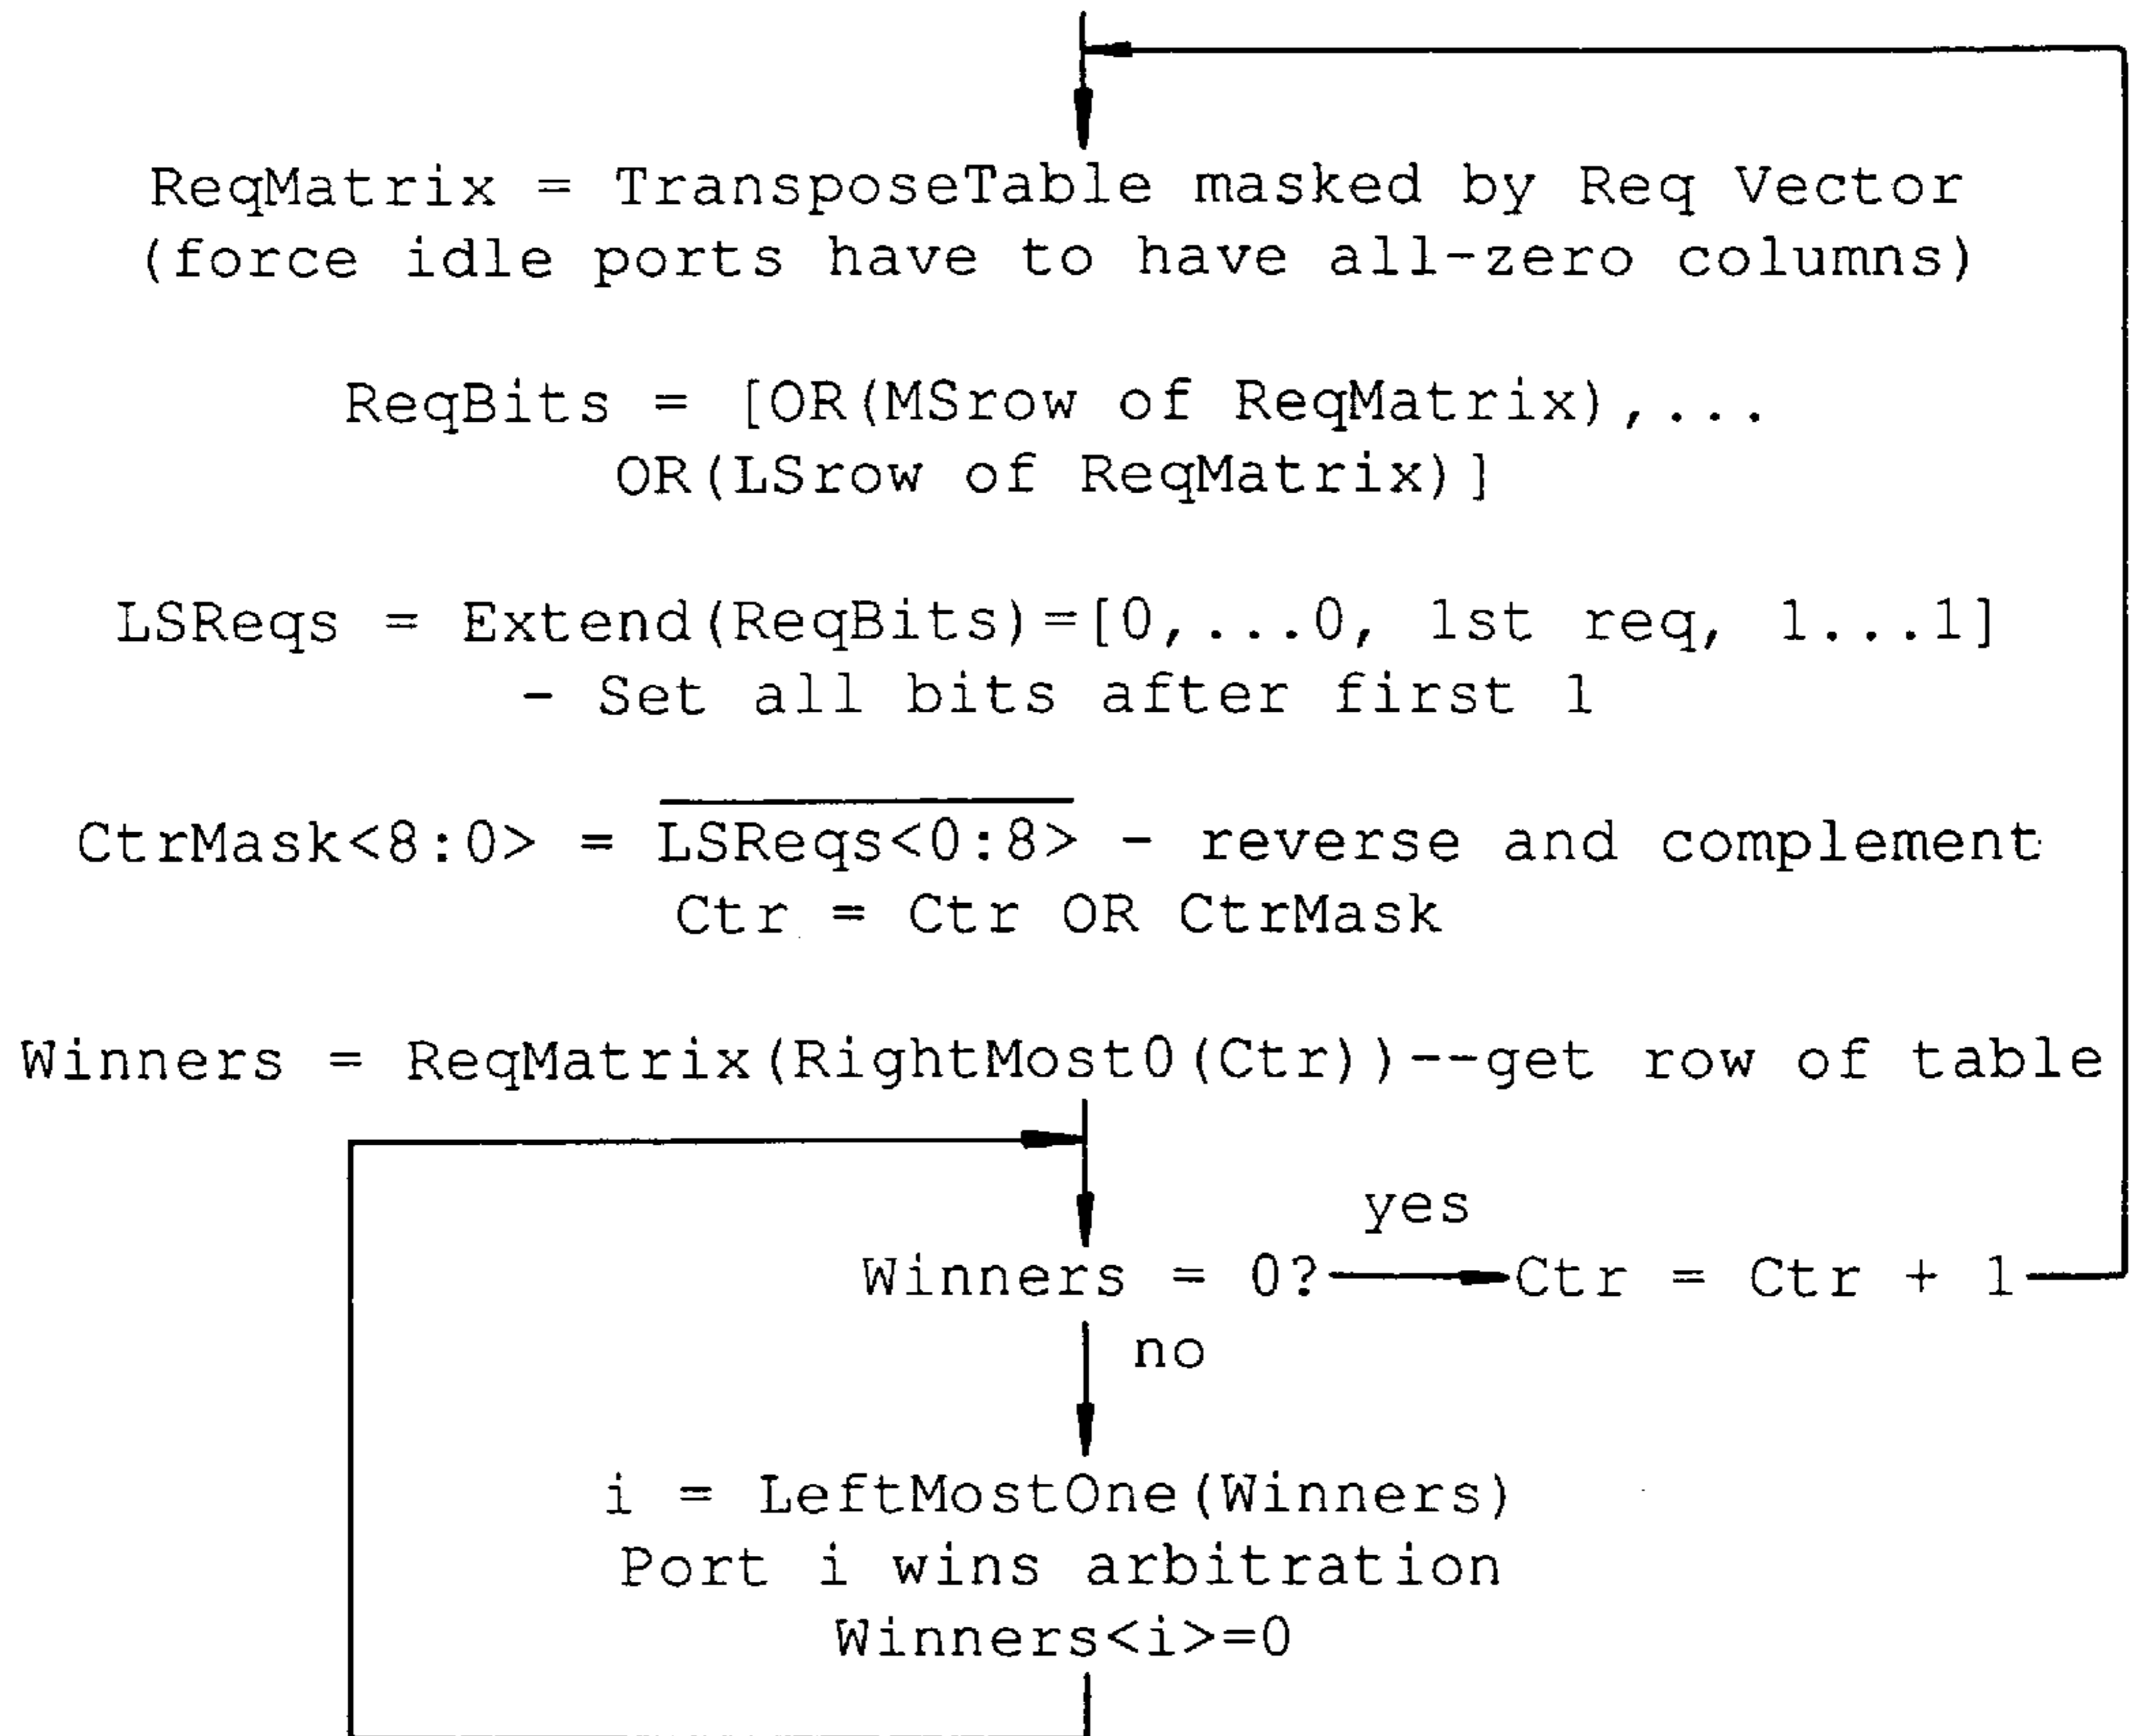 ReqMatrix = TransposeTable masked by Req Vector
(force idle ports have to have all-zero columns)
ReqBits = [OR(MSrow of ReqMatrix),...
OR(LSrow of ReqMatrix)]
LSReqs = Extend(ReqBits)=[0,...0, 1st req, 1...1]
- Set all bits after first 1
CtrMask<8:0> = L̅S̅R̅e̅q̅s̅<̅0̅:̅8̅>̅ - reverse and complement
Ctr = Ctr OR CtrMask
Winners = ReqMatrix(RightMost0(Ctr))--get row of table
yes
Winners = 0? Ctr = Ctr + 1
no
i = LeftMostOne(Winners)
Port i wins arbitration
Winners<i>=0